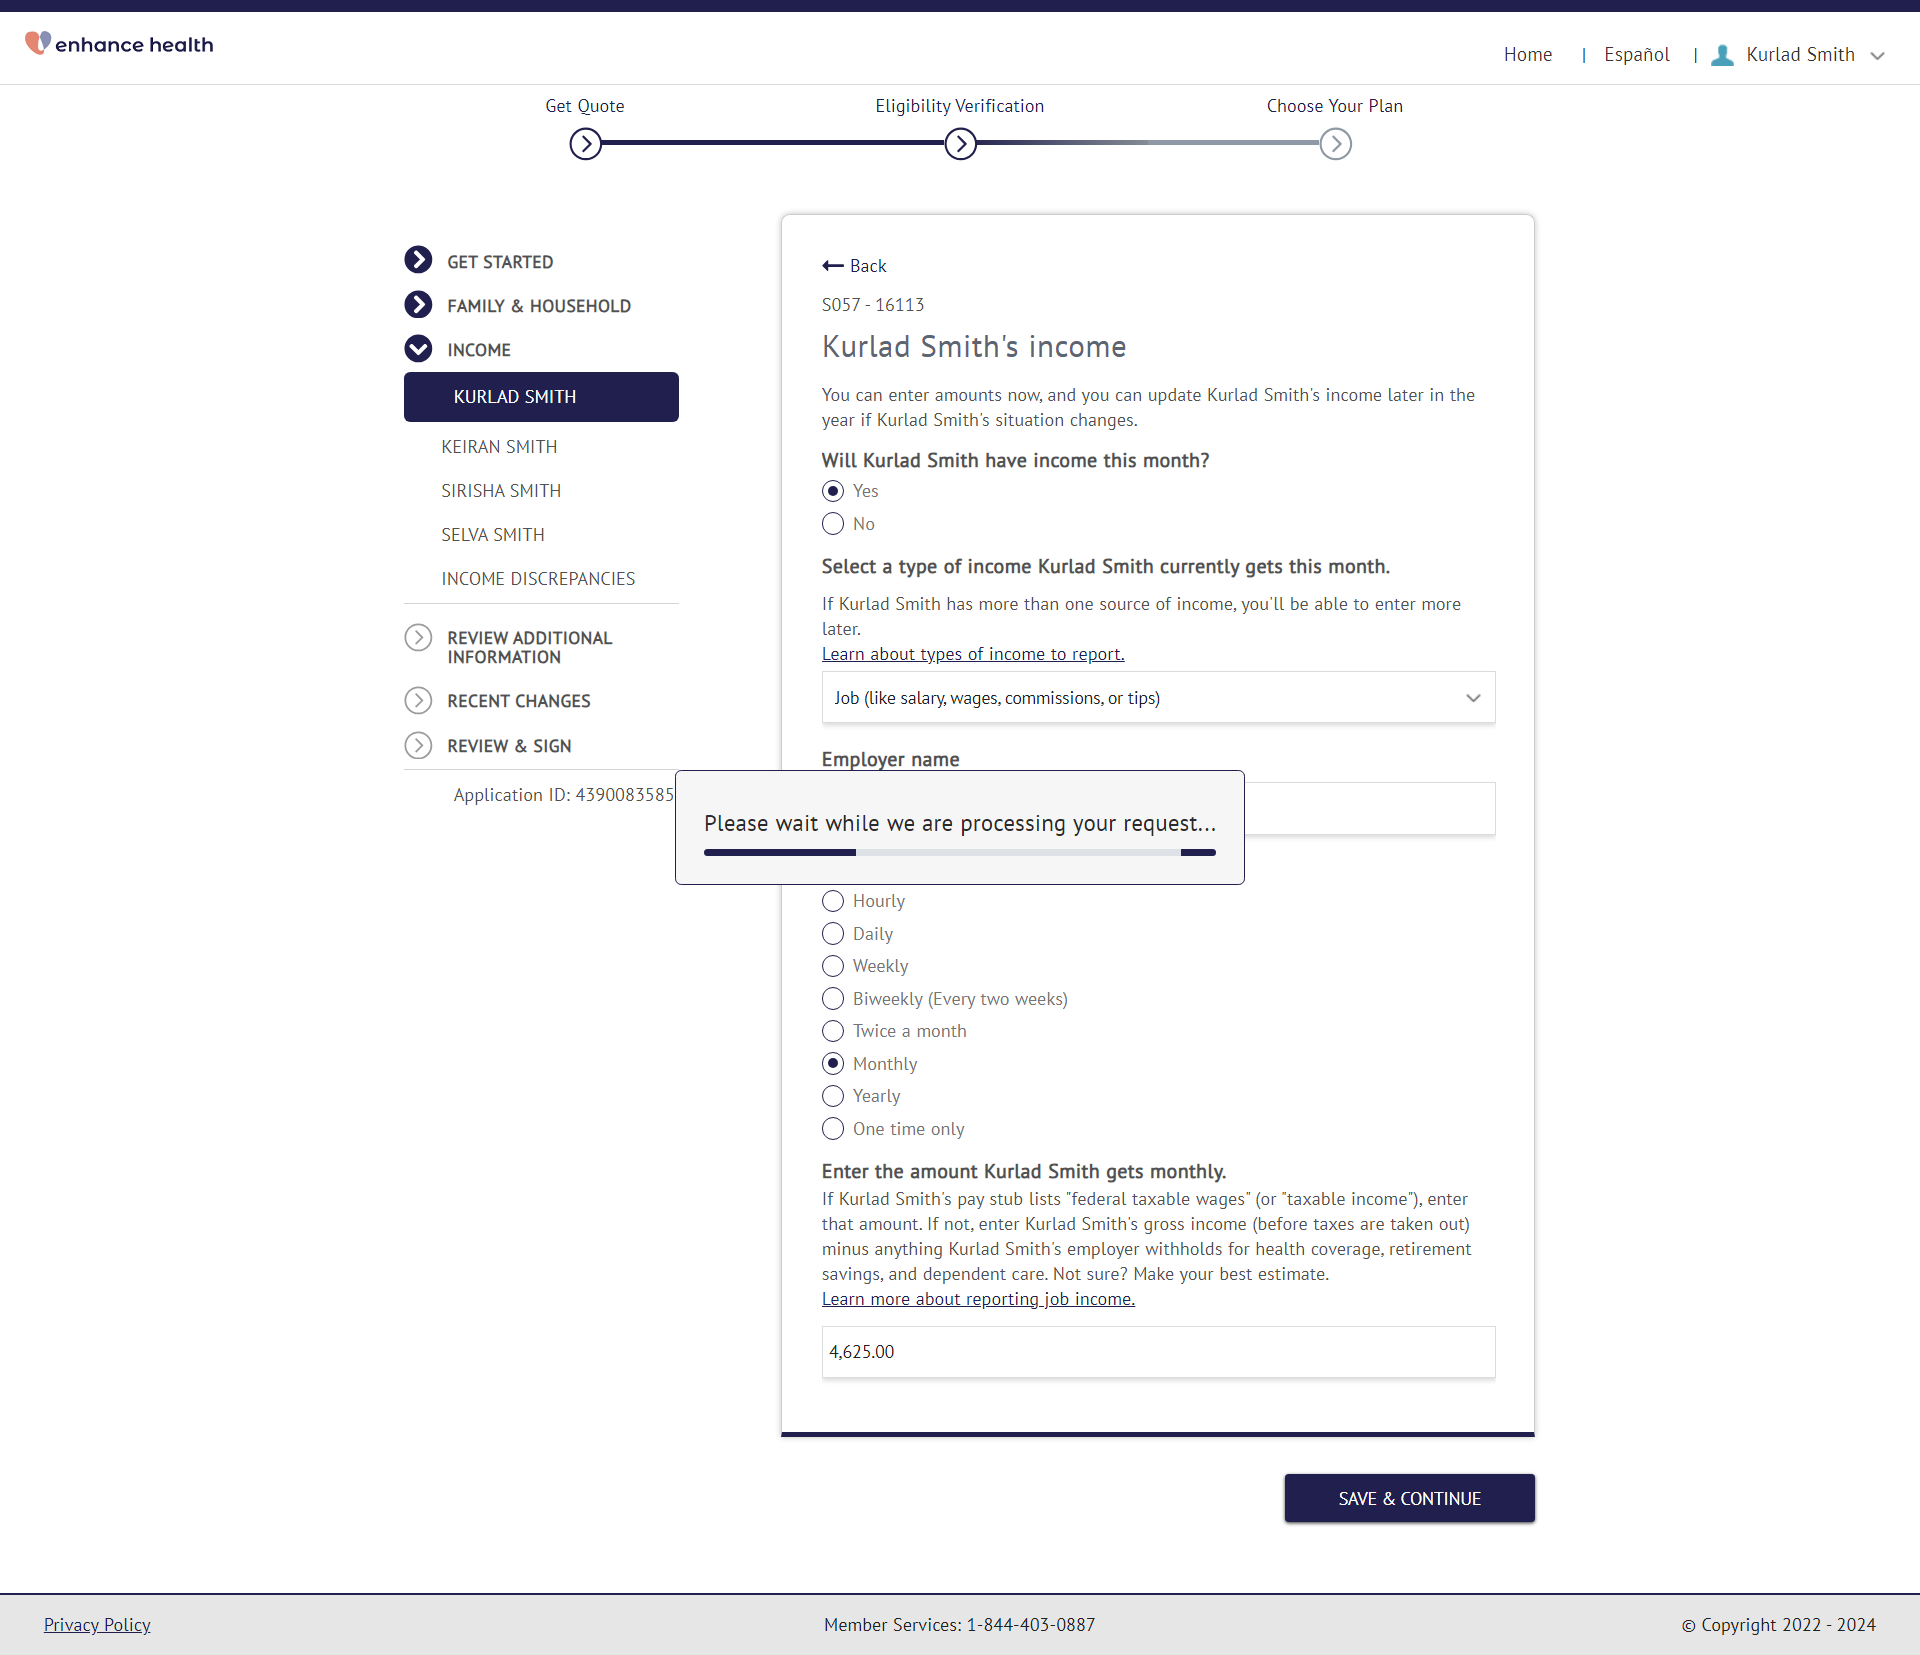 enhance health
Home | Español | Kurlad Smith
Get Quote
Eligibility Verification
Choose Your Plan
GET STARTED
FAMILY & HOUSEHOLD
INCOME
KURLAD SMITH
KEIRAN SMITH
SIRISHA SMITH
SELVA SMITH
INCOME DISCREPANCIES
REVIEW ADDITIONAL
INFORMATION
RECENT CHANGES
REVIEW & SIGN
Application ID: 4390083585
Back
S057 - 16113
Kurlad Smith's income
You can enter amounts now, and you can update Kurlad Smith's income later in the
year if Kurlad Smith's situation changes.
Will Kurlad Smith have income this month?
Yes
No
Select a type of income Kurlad Smith currently gets this month.
If Kurlad Smith has more than one source of income, you'll be able to enter more
later.
Learn about types of income to report.
Job (like salary, wages, commissions, or tips)
Employer name
Please wait while we are processing your request...
Hourly
Daily
Weekly
Biweekly (Every two weeks)
Twice a month
Monthly
Yearly
One time only
Enter the amount Kurlad Smith gets monthly.
If Kurlad Smith's pay stub lists "federal taxable wages" (or "taxable income"), enter
that amount. If not, enter Kurlad Smith's gross income (before taxes are taken out)
minus anything Kurlad Smith's employer withholds for health coverage, retirement
savings, and dependent care. Not sure? Make your best estimate.
Learn more about reporting job income.
4,625.00
SAVE & CONTINUE
Privacy Policy
Member Services: 1-844-403-0887
© Copyright 2022 - 2024